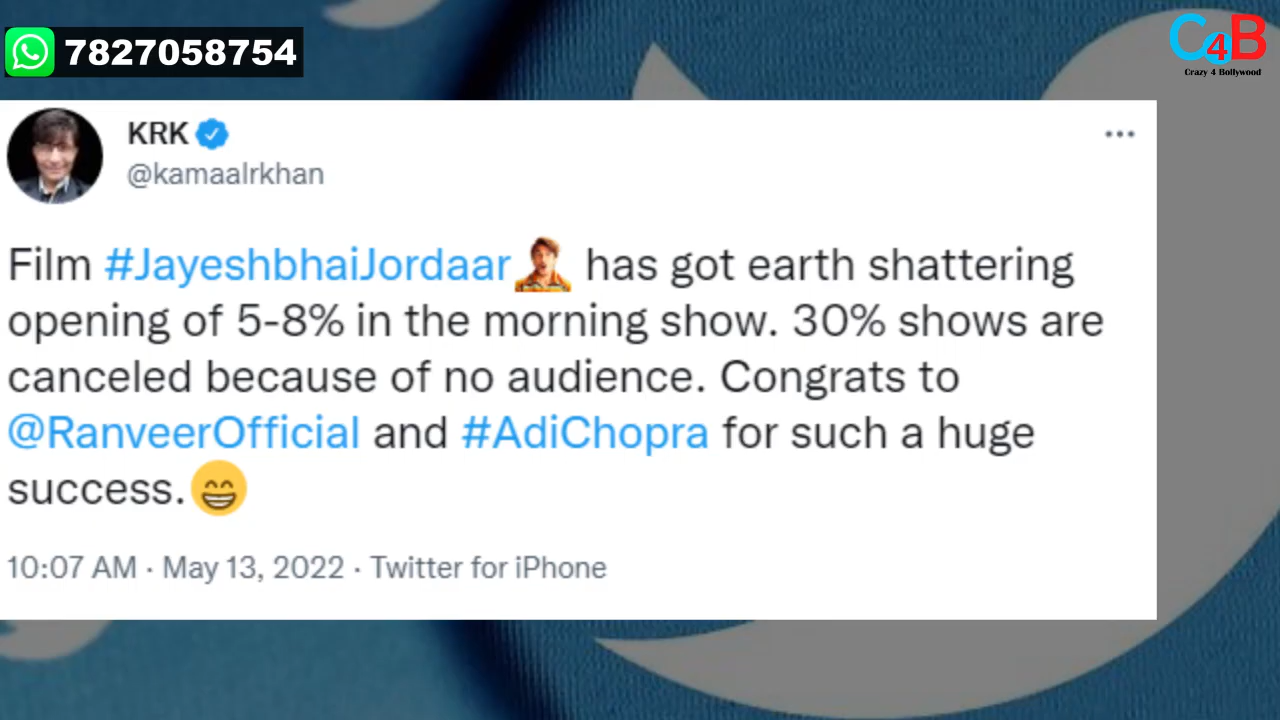 7827058754
C4B
Crazy 4 Bollywood
KRK
@kamaalrkhan
Film #JayeshbhaiJordaar has got earth shattering
opening of 5-8% in the morning show. 30% shows are
canceled because of no audience. Congrats to
@RanveerOfficial and #AdiChopra for such a huge
success.😁
10:07 AM · May 13, 2022 · Twitter for iPhone